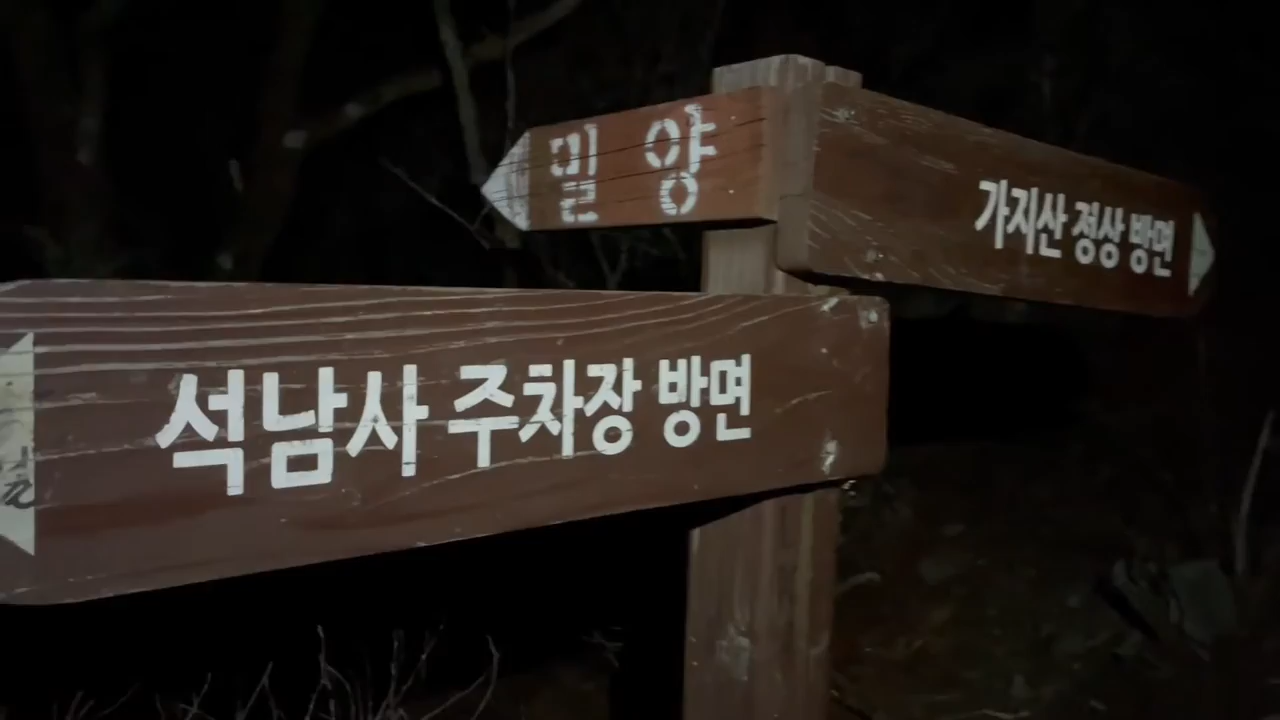 밀 양
가지산 정상 방면
석남사 주차장 방면